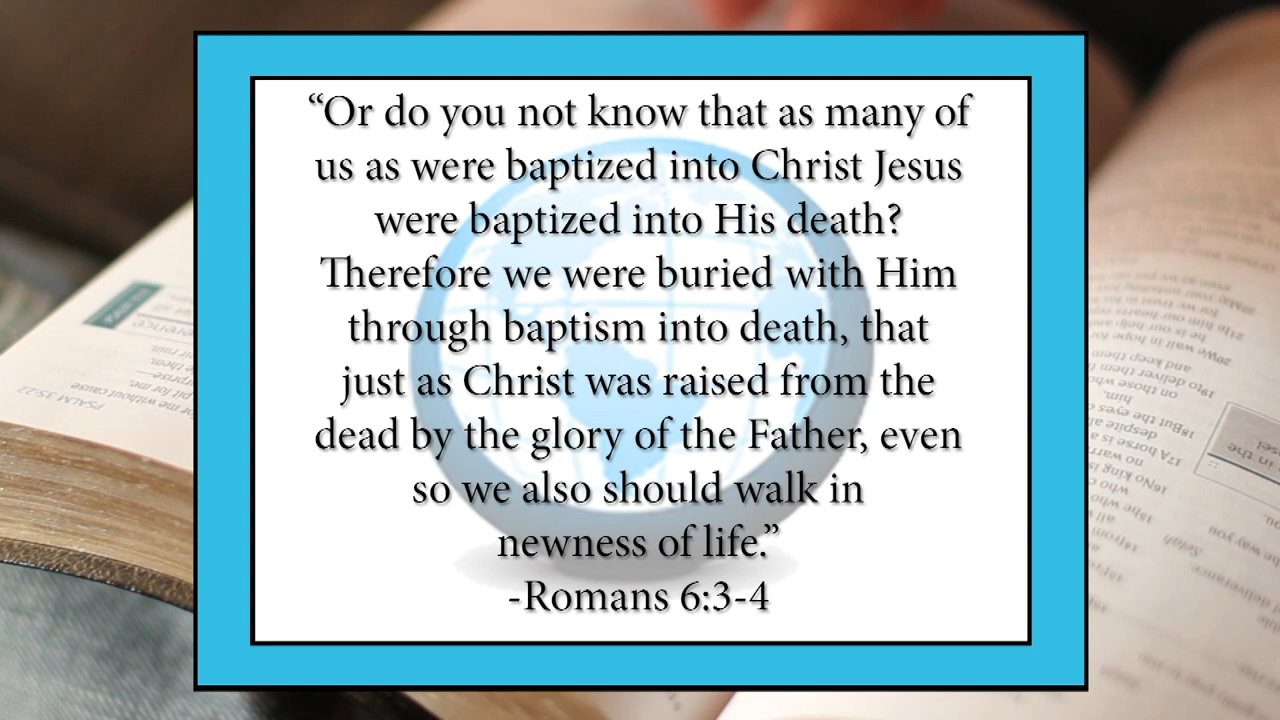 “Or do you not know that as many of
us as were baptized into Christ Jesus
were baptized into His death?
Therefore we were buried with Him
through baptism into death, that
just as Christ was raised from the
dead by the glory of the Father, even
so we also should walk in
newness of life.”
-Romans 6:3-4
PSALM 35:22